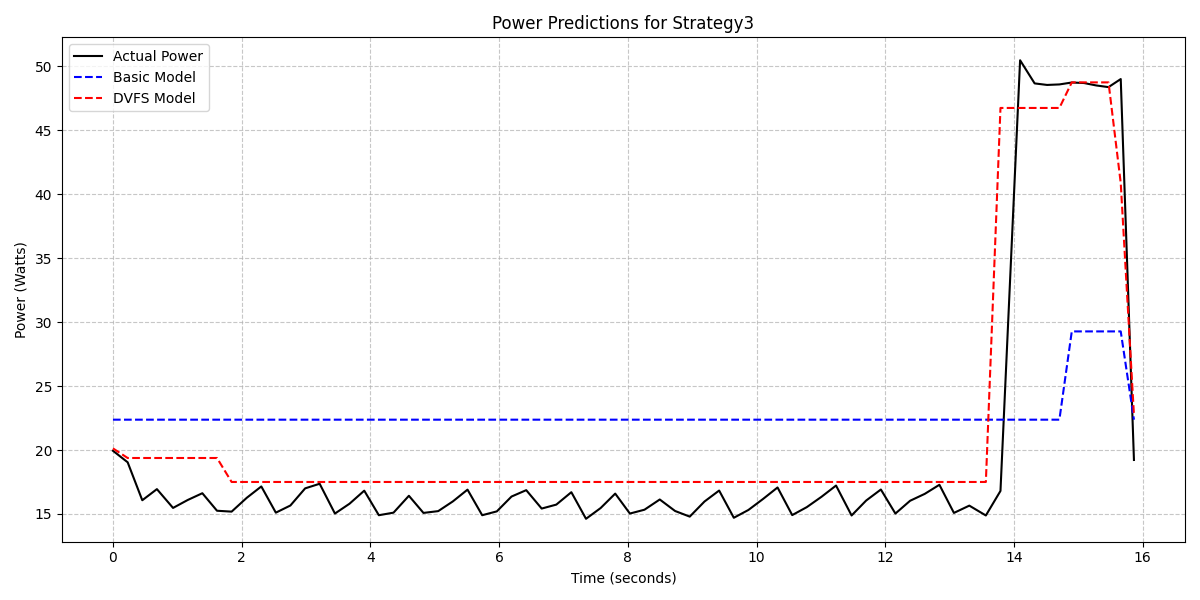 Power Predictions for Strategy3
Actual Power
Basic Model
DVFS Model
Power (Watts)
50
45
40
35
30
25
20
15
0 2 4 6 8 10 12 14 16
Time (seconds)